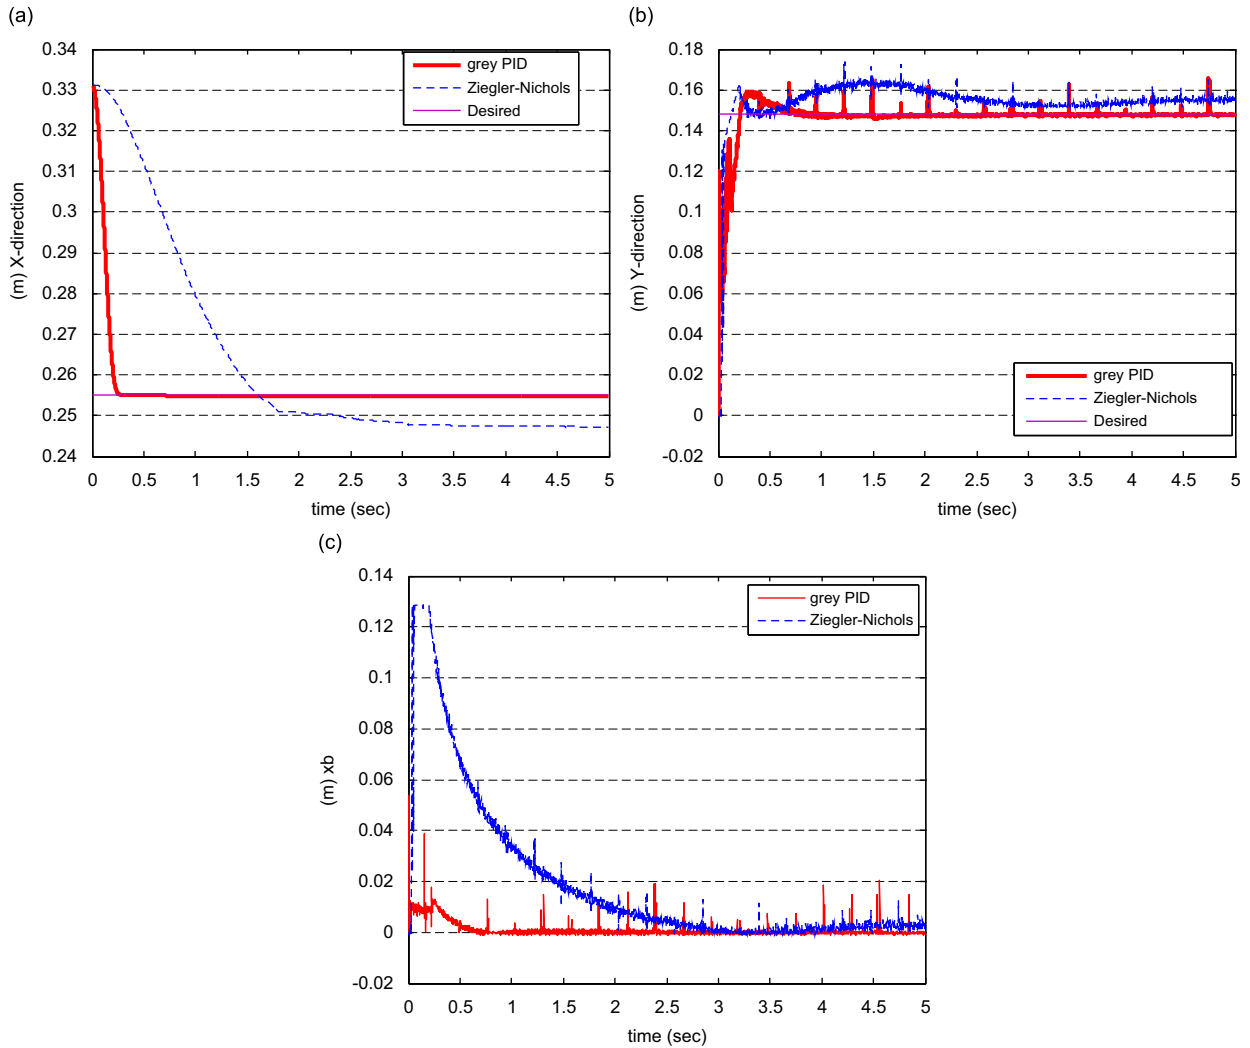 (a)
0.34
0.33
0.32
0.31
0.3
0.29
0.28
0.27
0.26
0.25
0.24
(m) X-direction
grey PID
Ziegler-Nichols
Desired
0 0.5 1 1.5 2 2.5 3 3.5 4 4.5 5
time (sec)
(b)
0.18
0.16
0.14
0.12
0.1
0.08
0.06
0.04
0.02
0
-0.02
(m) Y-direction
grey PID
Ziegler-Nichols
Desired
0 0.5 1 1.5 2 2.5 3 3.5 4 4.5 5
time (sec)
(c)
0.14
0.12
0.1
0.08
0.06
0.04
0.02
0
-0.02
(m) xb
grey PID
Ziegler-Nichols
0 0.5 1 1.5 2 2.5 3 3.5 4 4.5 5
time (sec)